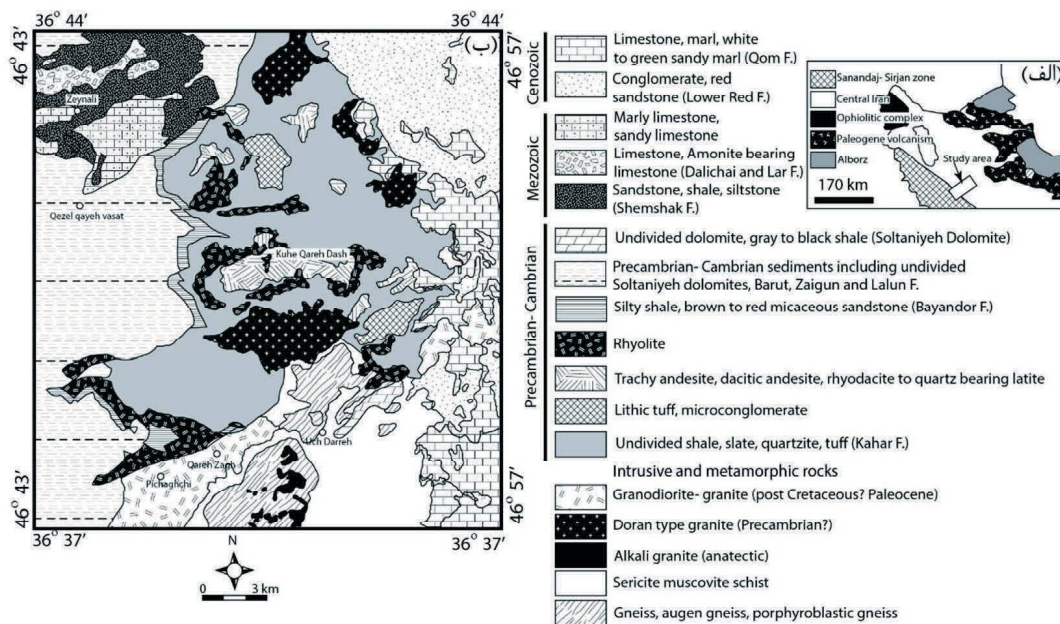 36° 44′
36° 44′
46° 43′
46° 57′
(ب)
Zeynali
Qezel qayeh vasat
Kuhe Qareh Dash
Uch Darreh
Qareh Zagh
Pichaghchi
46° 43′
46° 57′
36° 37′
36° 37′
N
0 3 km
Cenozoic
Limestone, marl, white
to green sandy marl (Qom F.)
Conglomerate, red
sandstone (Lower Red F.)
Mezozoic
Marly limestone,
sandy limestone
Limestone, Amonite bearing
limestone (Dalichai and Lar F.)
Sandstone, shale, siltstone
(Shemshak F.)
Precambrian- Cambrian
Undivided dolomite, gray to black shale (Soltaniyeh Dolomite)
Precambrian- Cambrian sediments including undivided
Soltaniyeh dolomites, Barut, Zaigun and Lalun F.
Silty shale, brown to red micaceous sandstone (Bayandor F.)
Rhyolite
Trachy andesite, dacitic andesite, rhyodacite to quartz bearing latite
Lithic tuff, microconglomerate
Undivided shale, slate, quartzite, tuff (Kahar F.)
Intrusive and metamorphic rocks
Granodiorite- granite (post Cretaceous? Paleocene)
Doran type granite (Precambrian?)
Alkali granite (anatectic)
Sericite muscovite schist
Gneiss, augen gneiss, porphyroblastic gneiss
(الف)
Sanandaj- Sirjan zone
Central Iran
Ophiolitic complex
Paleogene volcanism
Alborz
Study area
170 km